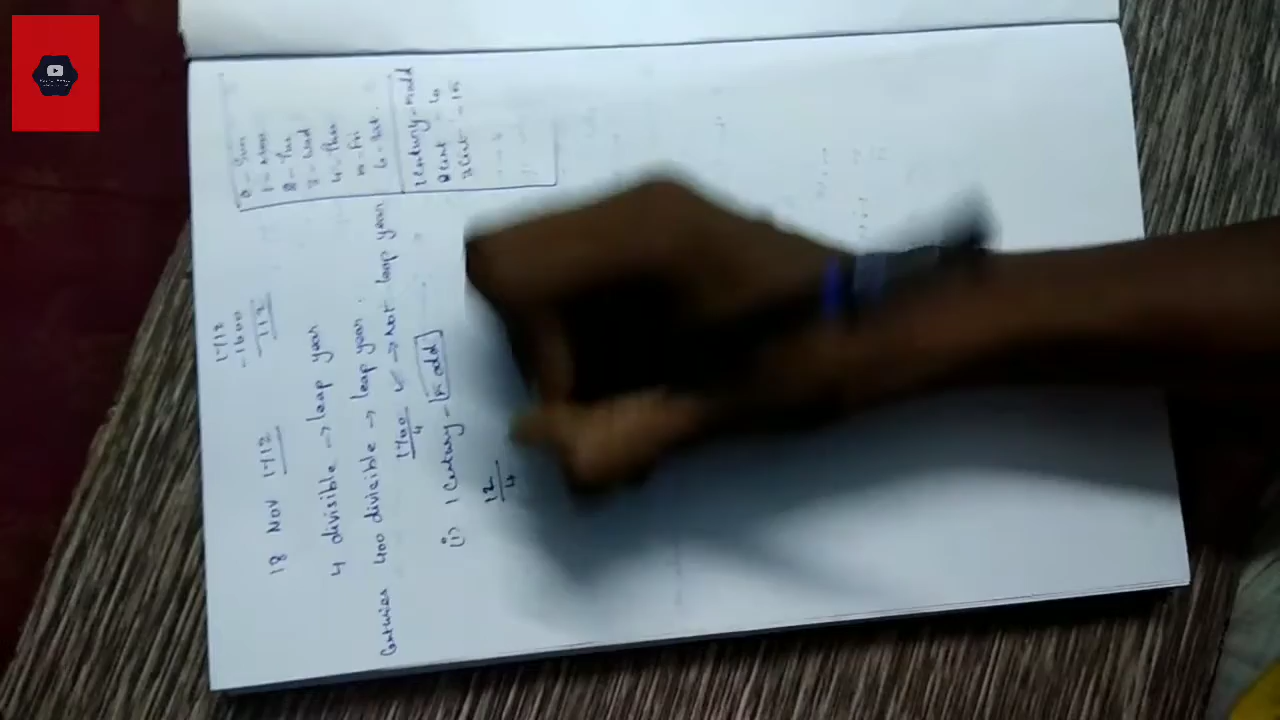 18 NOV 1712
1712
-1600
112
4 divisible → leap year
Centuries 400 divicible → leap year.
1700
4
✓ → Not leap year
(i) 1 Century - 5 odd
12
4
0 - Sun
1 - Mon
2 - Tue
3 - Wed
4 - Thu
5 - Fri
6 - Sat.
1 Century - 5 odd
2 Cent
3 Cent - 15